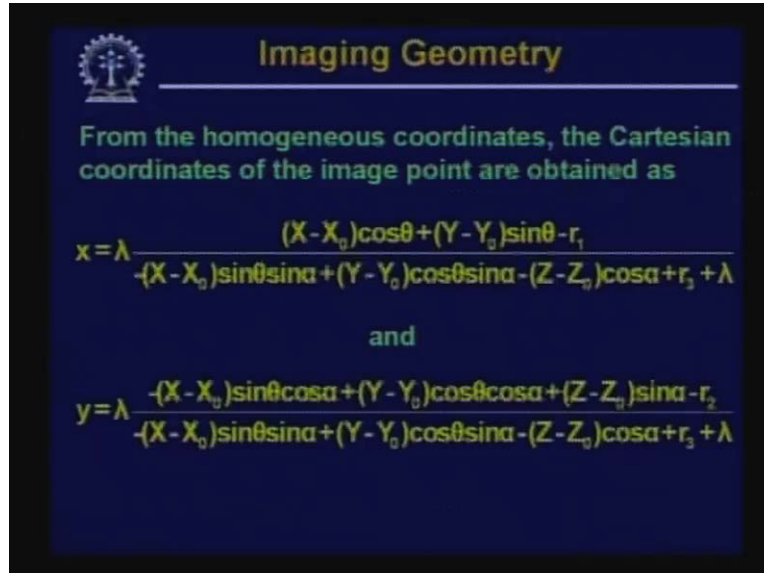 Imaging Geometry
From the homogeneous coordinates, the Cartesian
coordinates of the image point are obtained as
x=λ (X-X₀)cosθ+(Y-Y₀)sinθ-r₁ / -(X-X₀)sinθsinα+(Y-Y₀)cosθsinα-(Z-Z₀)cosα+r₃+λ
and
y=λ -(X-X₀)sinθcosα+(Y-Y₀)cosθcosα+(Z-Z₀)sinα-r₂ / -(X-X₀)sinθsinα+(Y-Y₀)cosθsinα-(Z-Z₀)cosα+r₃+λ